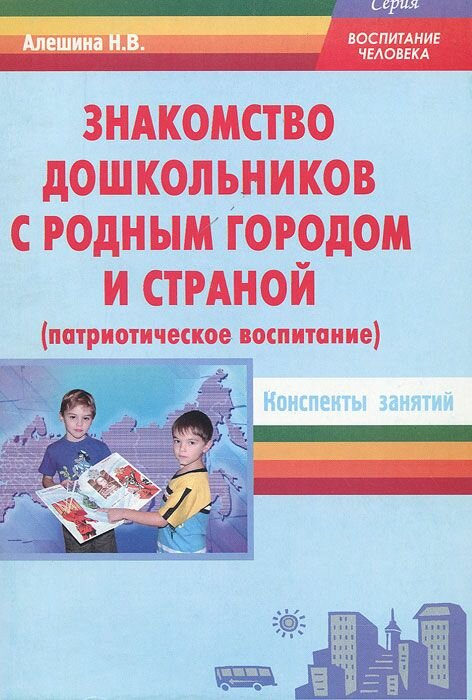 Серия
Алешина Н.В.
ВОСПИТАНИЕ
ЧЕЛОВЕКА
ЗНАКОМСТВО
ДОШКОЛЬНИКОВ
С РОДНЫМ ГОРОДОМ
И СТРАНОЙ
(патриотическое воспитание)
Конспекты занятий